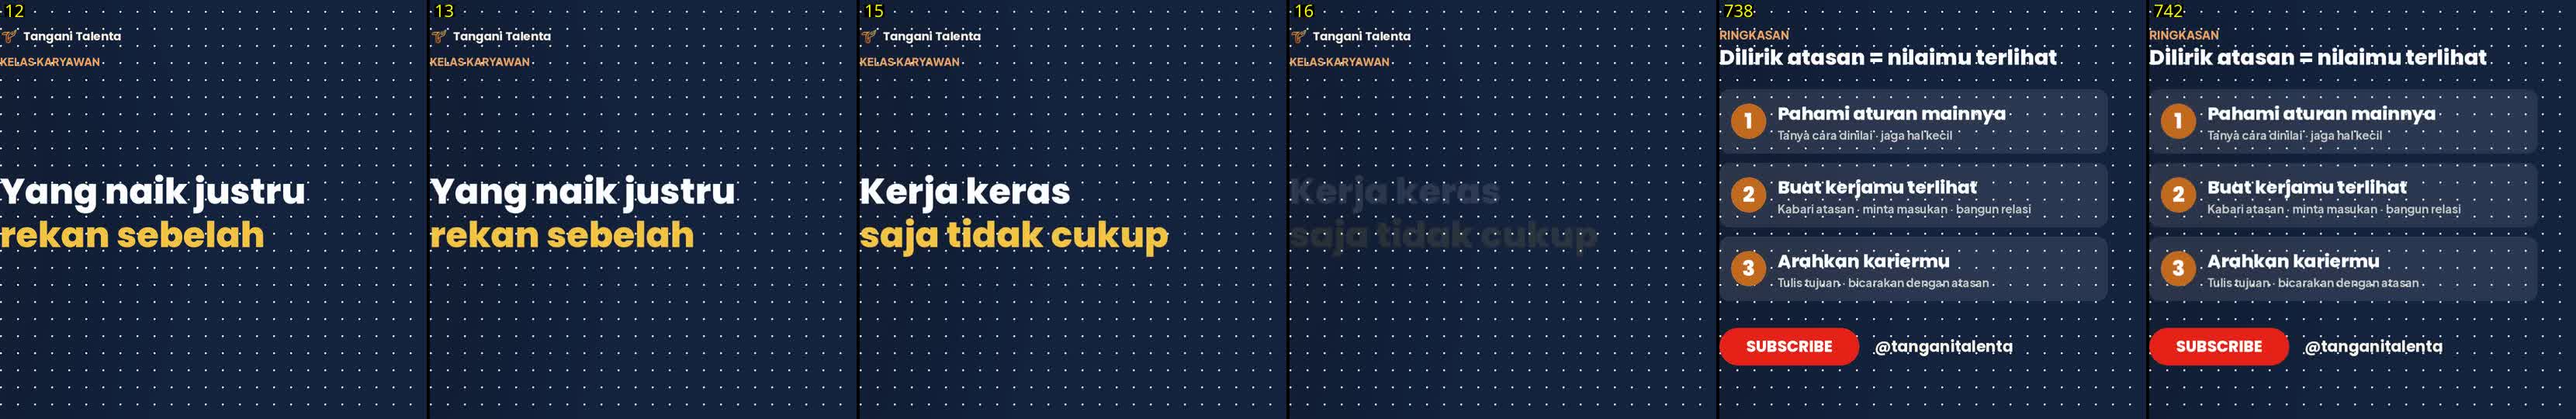 12
Tangani Talenta
KELAS KARYAWAN
Yang naik justru
rekan sebelah
13
Tangani Talenta
KELAS KARYAWAN
Yang naik justru
rekan sebelah
15
Tangani Talenta
KELAS KARYAWAN
Kerja keras
saja tidak cukup
16
Tangani Talenta
KELAS KARYAWAN
Kerja keras
saja tidak cukup
738
RINGKASAN
Dilirik atasan = nilaimu terlihat
1
Pahami aturan mainnya
Tanya cara dinilai · jaga hal kecil
2
Buat kerjamu terlihat
Kabari atasan · minta masukan · bangun relasi
3
Arahkan kariermu
Tulis tujuan · bicarakan dengan atasan
SUBSCRIBE @tanganitalenta
742
RINGKASAN
Dilirik atasan = nilaimu terlihat
1
Pahami aturan mainnya
Tanya cara dinilai · jaga hal kecil
2
Buat kerjamu terlihat
Kabari atasan · minta masukan · bangun relasi
3
Arahkan kariermu
Tulis tujuan · bicarakan dengan atasan
SUBSCRIBE @tanganitalenta